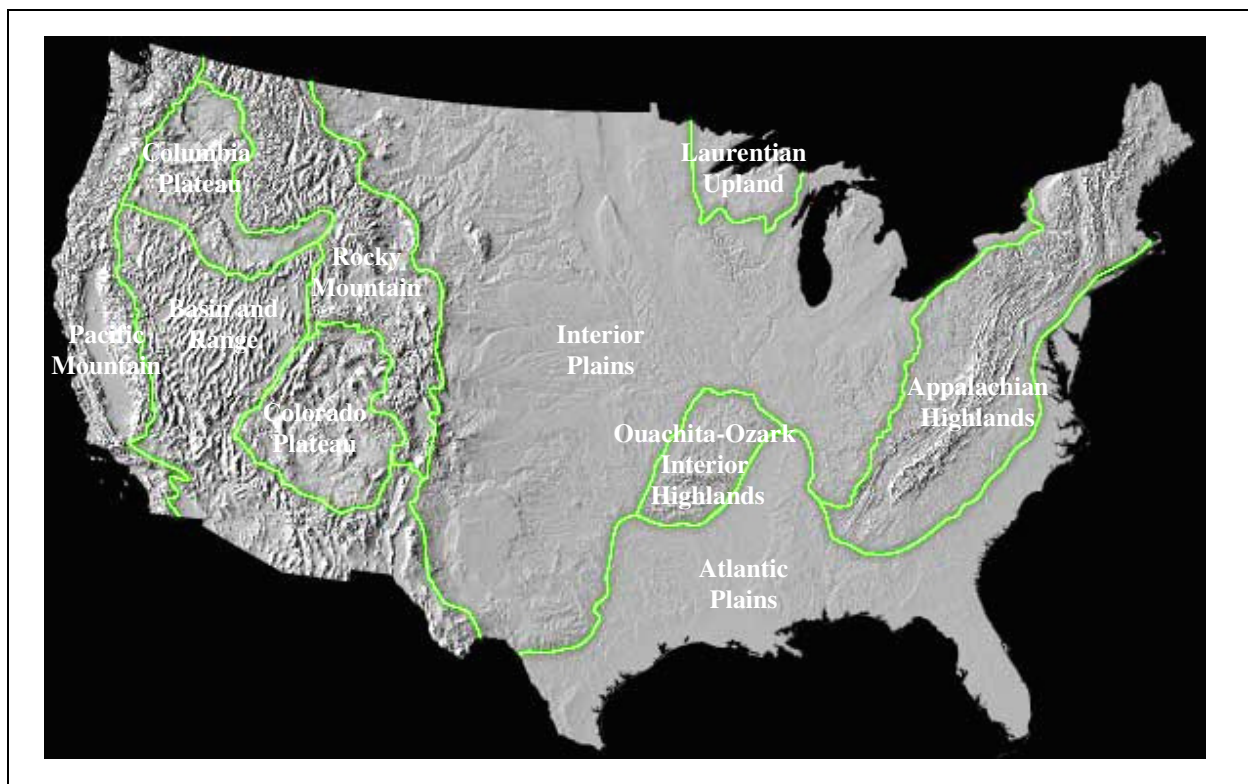 Columbia
Plateau
Laurentian
Upland
Rocky
Mountain
Basin and
Range
Pacific
Mountain
Interior
Plains
Colorado
Plateau
Appalachian
Highlands
Ouachita-Ozark
Interior
Highlands
Atlantic
Plains